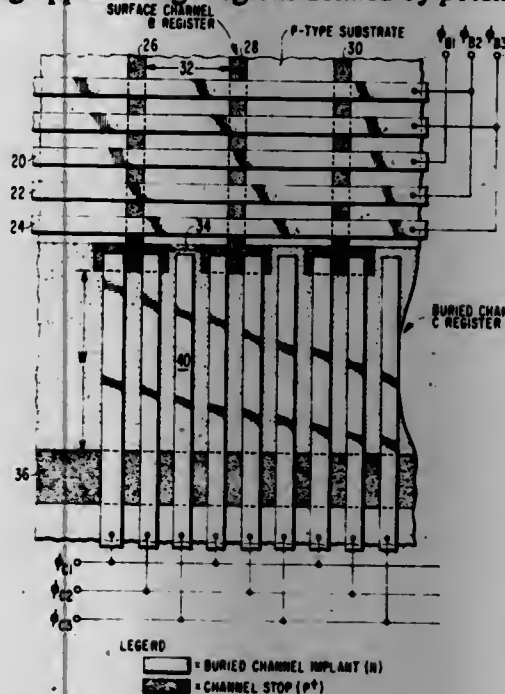 SURFACE CHANNEL
B REGISTER
P-TYPE SUBSTRATE
26
28
30
32
ΦB1
ΦB2
ΦB3
20
22
24
34
W
40
BURIED CHAN
C REGISTER
36
ΦC1
ΦC2
ΦC3
LEGEND
= BURIED CHANNEL IMPLANT (N)
= CHANNEL STOP (P+)